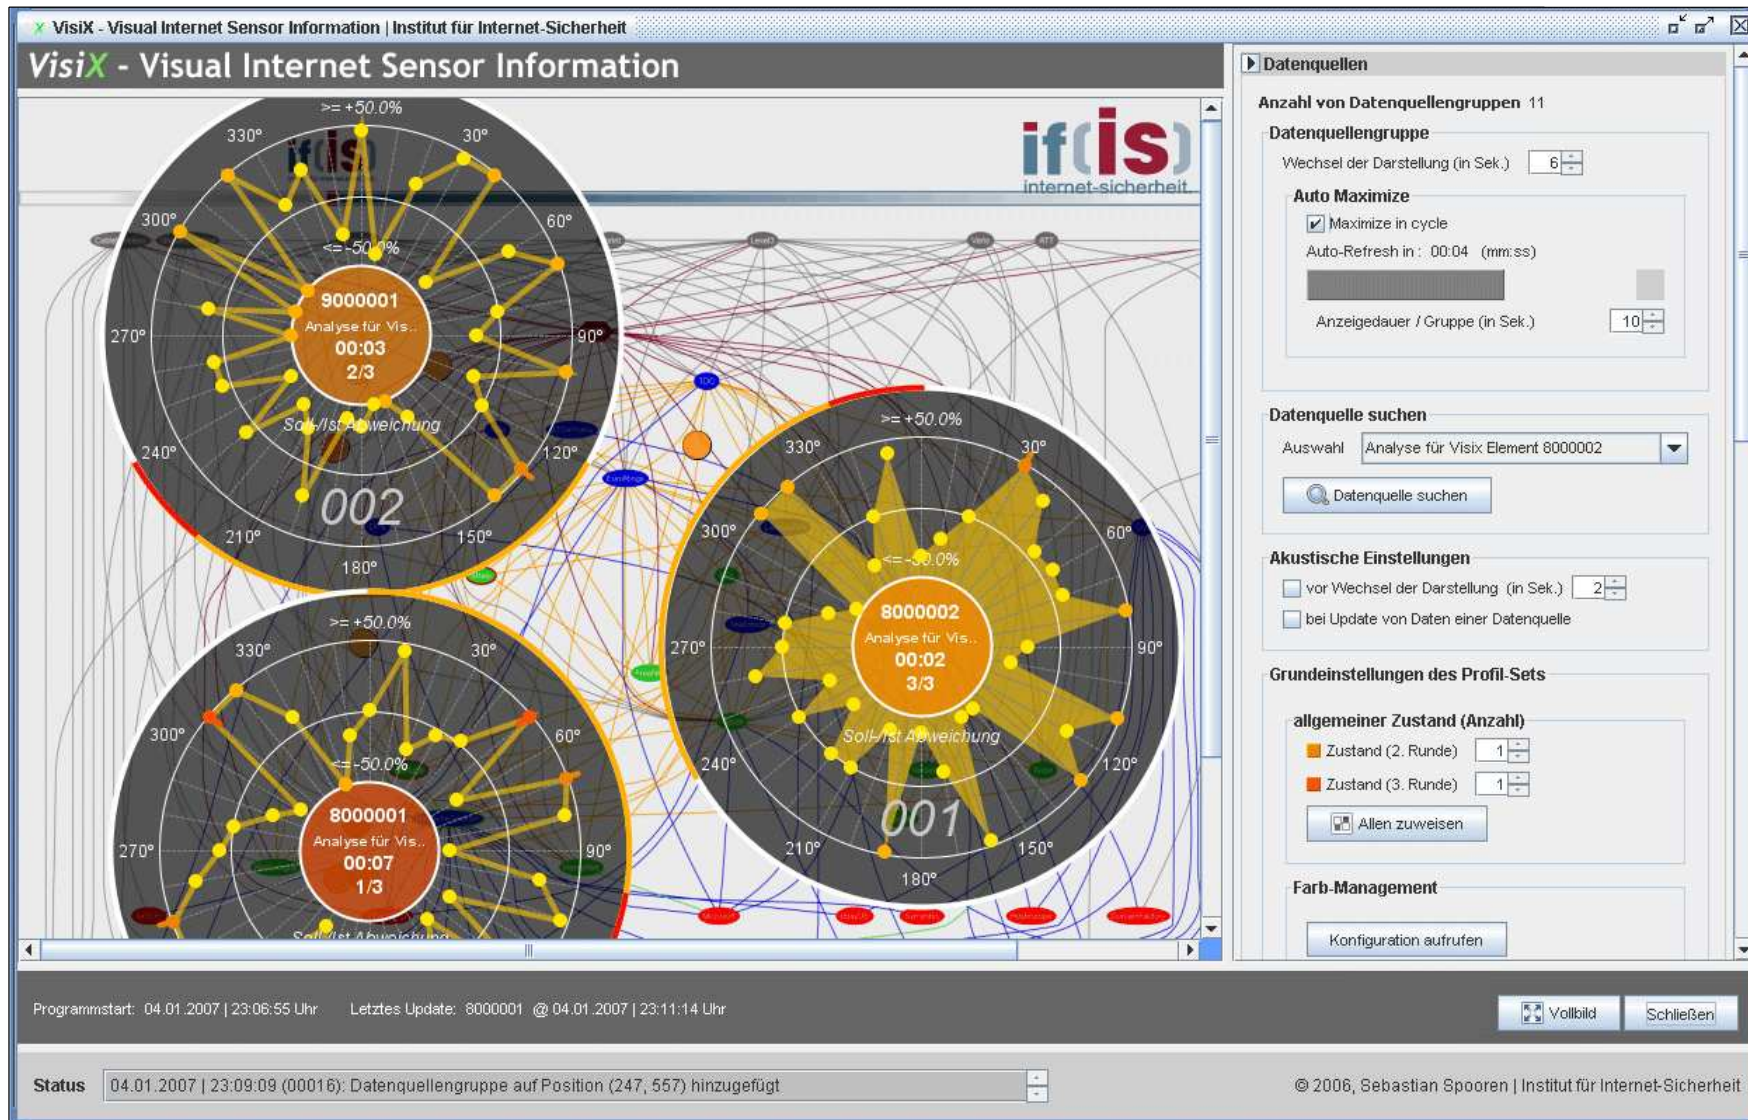 VisiX - Visual Internet Sensor Information | Institut für Internet-Sicherheit
VisiX - Visual Internet Sensor Information
if(is)
internet-sicherheit.
if(is)
>= +50.0%
330°
30°
300°
60°
<= -50.0%
9000001
Analyse für Vis..
00:03
2/3
270°
90°
Soll-/Ist Abweichung
240°
120°
002
210°
150°
180°
Level3
ATT
>= +50.0%
330°
30°
300°
60°
<= -50.0%
8000002
Analyse für Vis..
00:02
3/3
270°
90°
Soll-/Ist Abweichung
240°
120°
001
210°
150°
180°
>= +50.0%
330°
30°
300°
60°
<= -50.0%
8000001
Analyse für Vis..
00:07
1/3
270°
90°
Soll-/Ist Abweichung
Datenquellen
Anzahl von Datenquellengruppen 11
Datenquellengruppe
Wechsel der Darstellung (in Sek.) 6
Auto Maximize
Maximize in cycle
Auto-Refresh in : 00:04 (mm:ss)
Anzeigedauer / Gruppe (in Sek.) 10
Datenquelle suchen
Auswahl Analyse für Visix Element 8000002
Datenquelle suchen
Akustische Einstellungen
vor Wechsel der Darstellung (in Sek.) 2
bei Update von Daten einer Datenquelle
Grundeinstellungen des Profil-Sets
allgemeiner Zustand (Anzahl)
Zustand (2. Runde) 1
Zustand (3. Runde) 1
Allen zuweisen
Farb-Management
Konfiguration aufrufen
Programmstart: 04.01.2007 | 23:06:55 Uhr Letztes Update: 8000001 @ 04.01.2007 | 23:11:14 Uhr
Vollbild
Schließen
Status 04.01.2007 | 23:09:09 (00016): Datenquellengruppe auf Position (247, 557) hinzugefügt
© 2006, Sebastian Spooren | Institut für Internet-Sicherheit